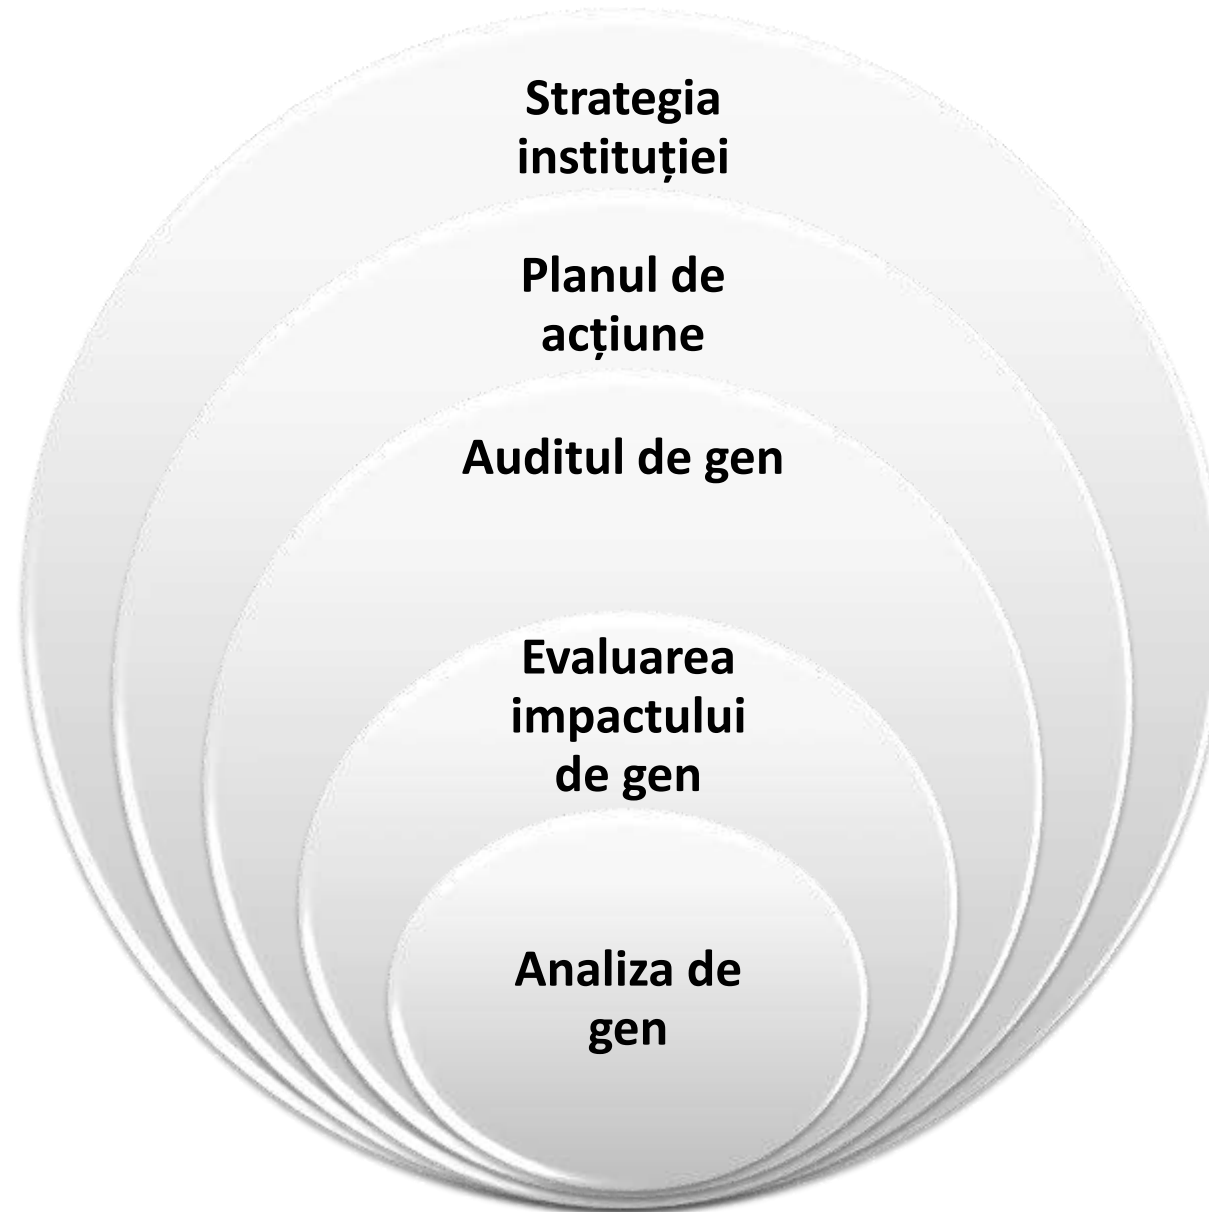 Strategia
instituției
Planul de
acțiune
Auditul de gen
Evaluarea
impactului
de gen
Analiza de
gen